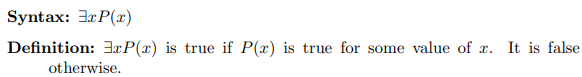 Syntax: ∃xP(x)
Definition: ∃xP(x) is true if P(x) is true for some value of x. It is false
otherwise.